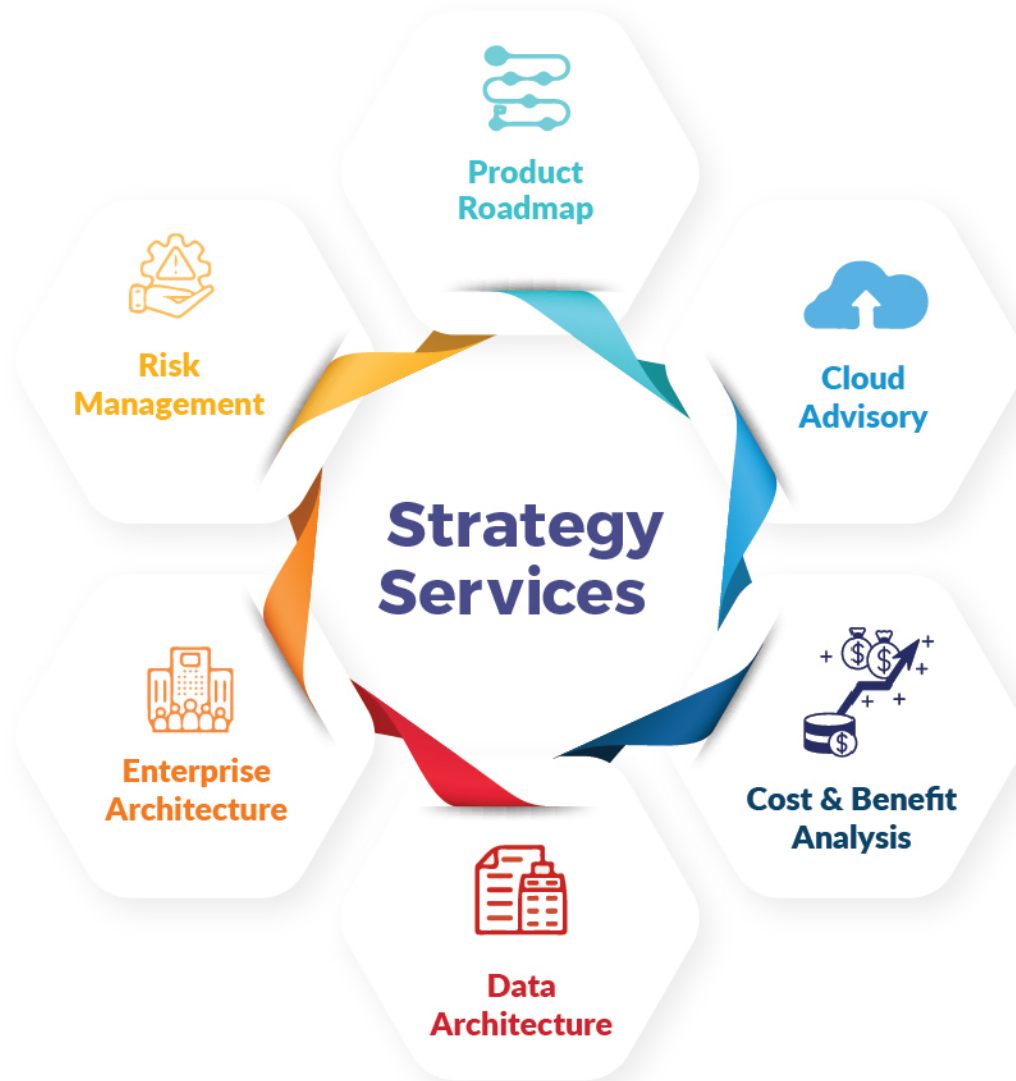 Product
Roadmap
Risk
Management
Cloud
Advisory
Strategy
Services
Enterprise
Architecture
Cost & Benefit
Analysis
Data
Architecture